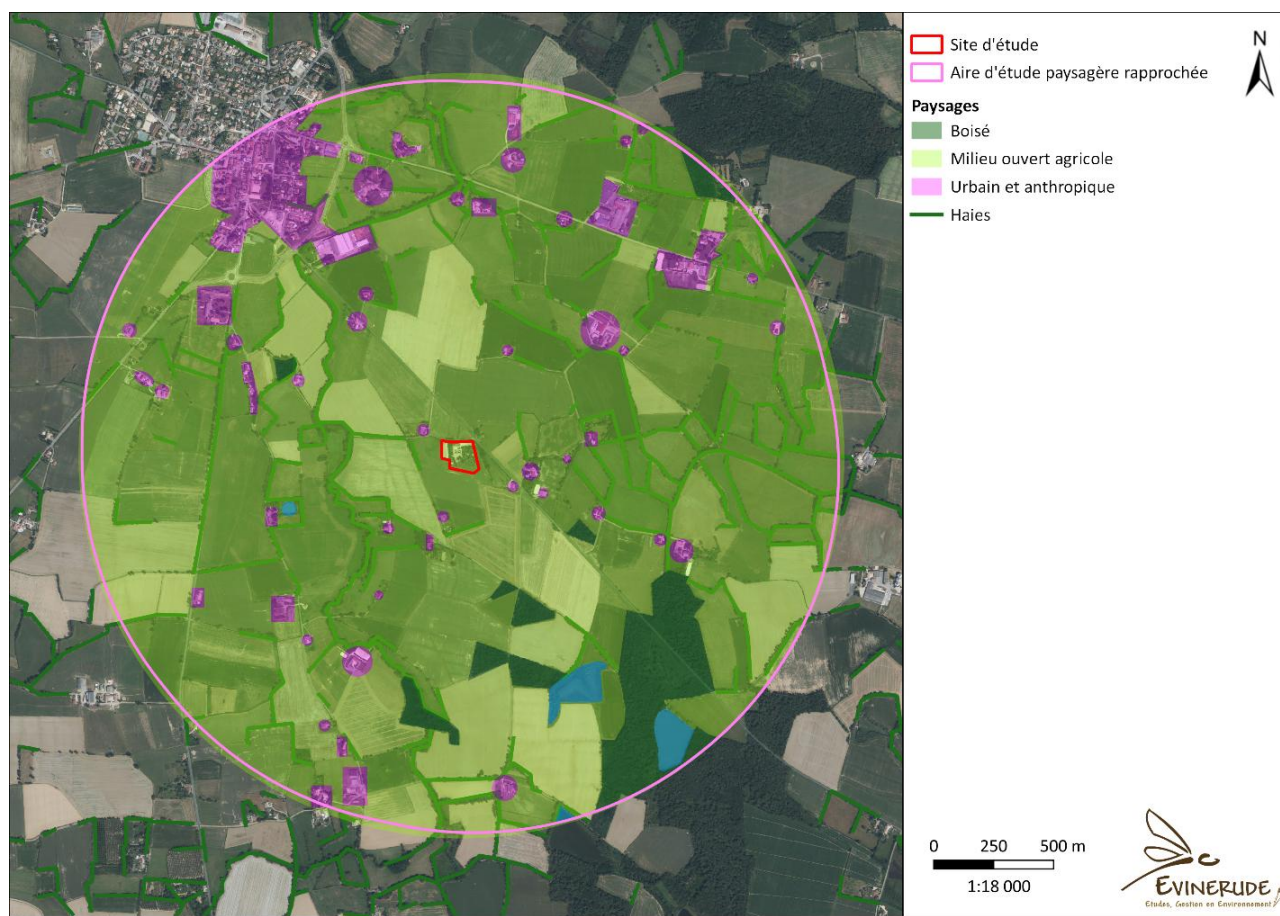 Site d'étude
Aire d'étude paysagère rapprochée
N
Paysages
Boisé
Milieu ouvert agricole
Urbain et anthropique
Haies
0 250 500 m
1:18 000
EVINERUDE
Etudes, Gestion en Environnement